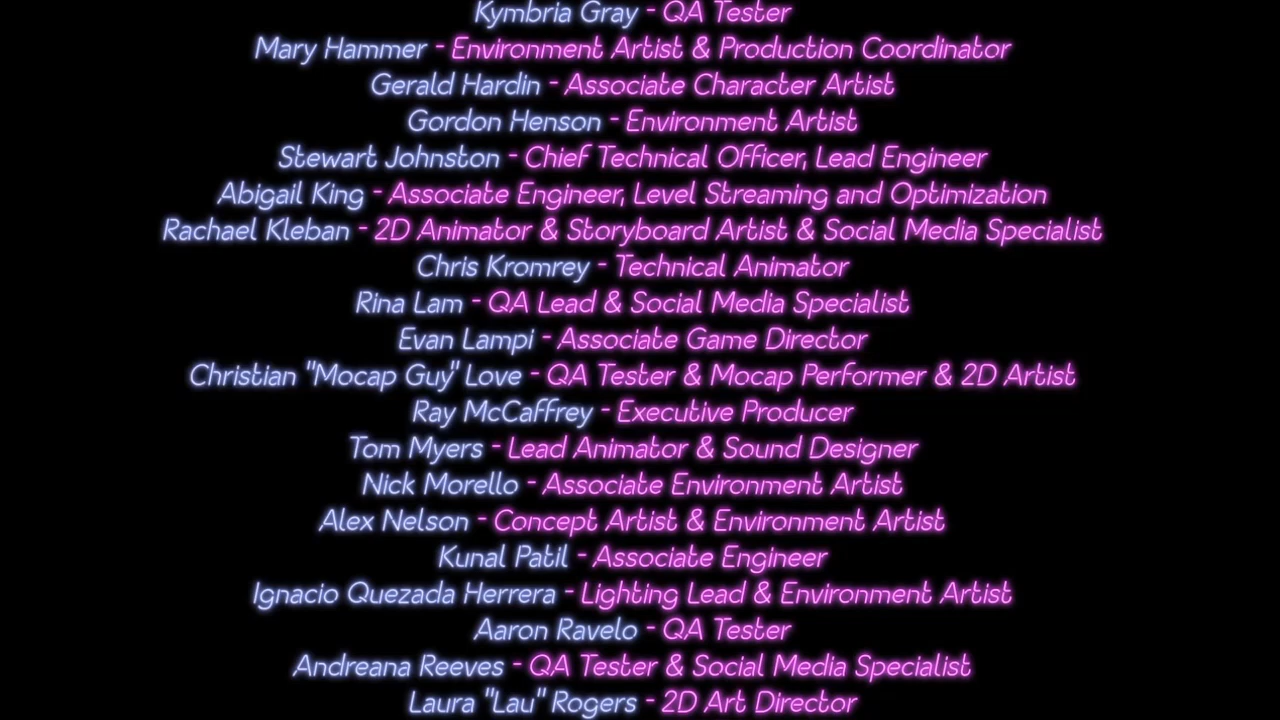 Kymbria Gray - QA Tester
Mary Hammer - Environment Artist & Production Coordinator
Gerald Hardin - Associate Character Artist
Gordon Henson - Environment Artist
Stewart Johnston - Chief Technical Officer, Lead Engineer
Abigail King - Associate Engineer, Level Streaming and Optimization
Rachael Kleban - 2D Animator & Storyboard Artist & Social Media Specialist
Chris Kromrey - Technical Animator
Rina Lam - QA Lead & Social Media Specialist
Evan Lampi - Associate Game Director
Christian "Mocap Guy" Love - QA Tester & Mocap Performer & 2D Artist
Ray McCaffrey - Executive Producer
Tom Myers - Lead Animator & Sound Designer
Nick Morello - Associate Environment Artist
Alex Nelson - Concept Artist & Environment Artist
Kunal Patil - Associate Engineer
Ignacio Quezada Herrera - Lighting Lead & Environment Artist
Aaron Ravelo - QA Tester
Andreana Reeves - QA Tester & Social Media Specialist
Laura "Lau" Rogers - 2D Art Director